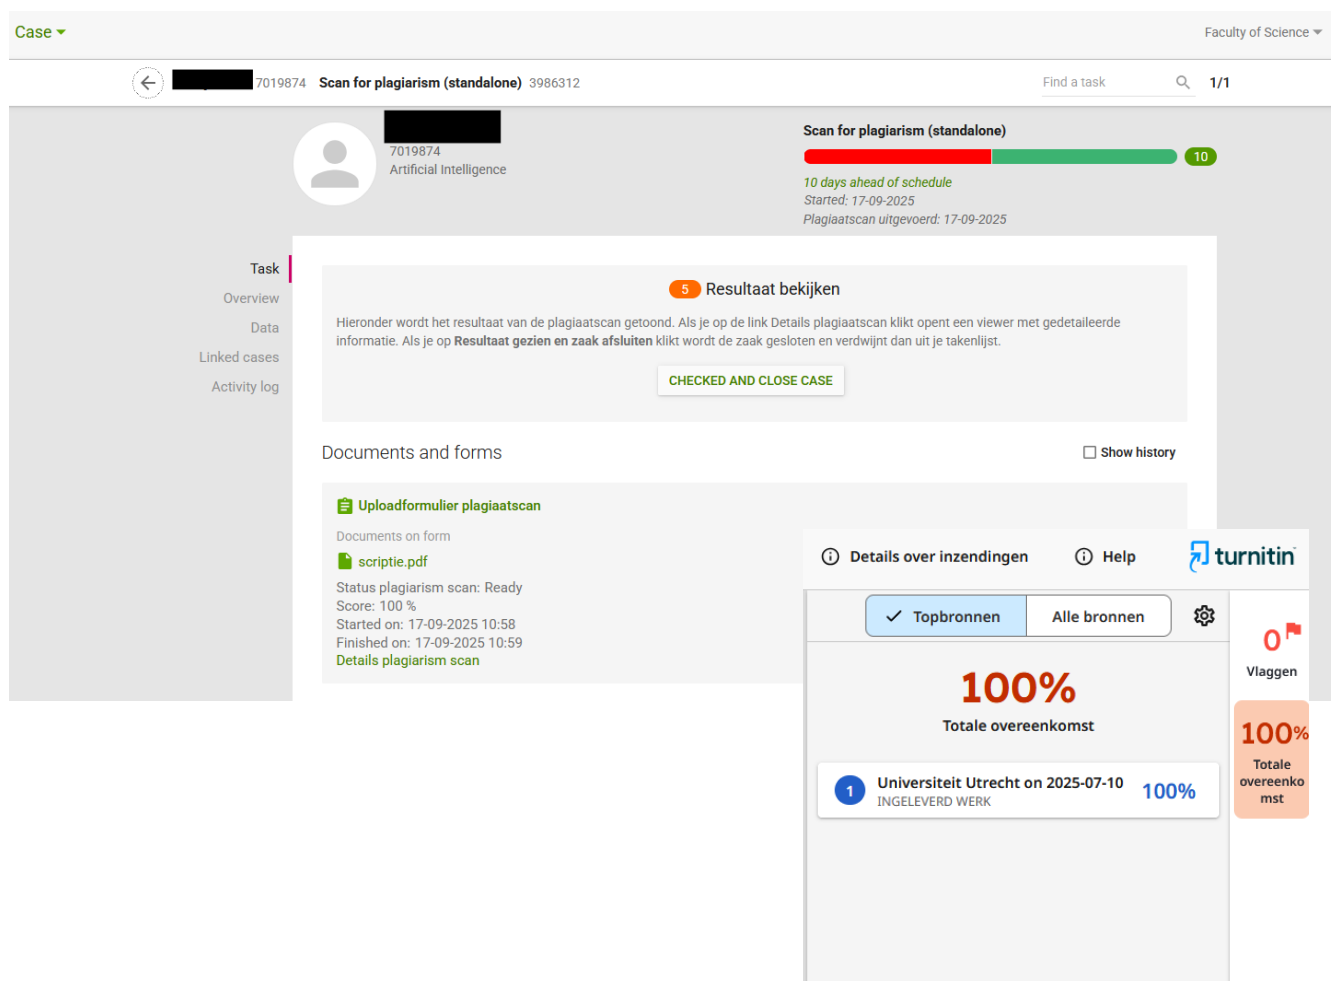 Case
Faculty of Science
7019874 Scan for plagiarism (standalone) 3986312
Find a task
1/1
7019874
Artificial Intelligence
Scan for plagiarism (standalone)
10
10 days ahead of schedule
Started: 17-09-2025
Plagiaatscan uitgevoerd: 17-09-2025
Task
Overview
Data
Linked cases
Activity log
5 Resultaat bekijken
Hieronder wordt het resultaat van de plagiaatscan getoond. Als je op de link Details plagiaatscan klikt opent een viewer met gedetaileerde
informatie. Als je op Resultaat gezien en zaak afsluiten klikt wordt de zaak gesloten en verdwijnt dan uit je takenlijst.
CHECKED AND CLOSE CASE
Documents and forms
Show history
Uploadformulier plagiaatscan
Documents on form
scriptie.pdf
Status plagiarism scan: Ready
Score: 100 %
Started on: 17-09-2025 10:58
Finished on: 17-09-2025 10:59
Details plagiarism scan
Details over inzendingen
Help
turnitin
Topbronnen
Alle bronnen
100%
Totale overeenkomst
1
Universiteit Utrecht on 2025-07-10
INGELEVERD WERK
100%
0
Vlaggen
100%
Totale
overeenko
mst